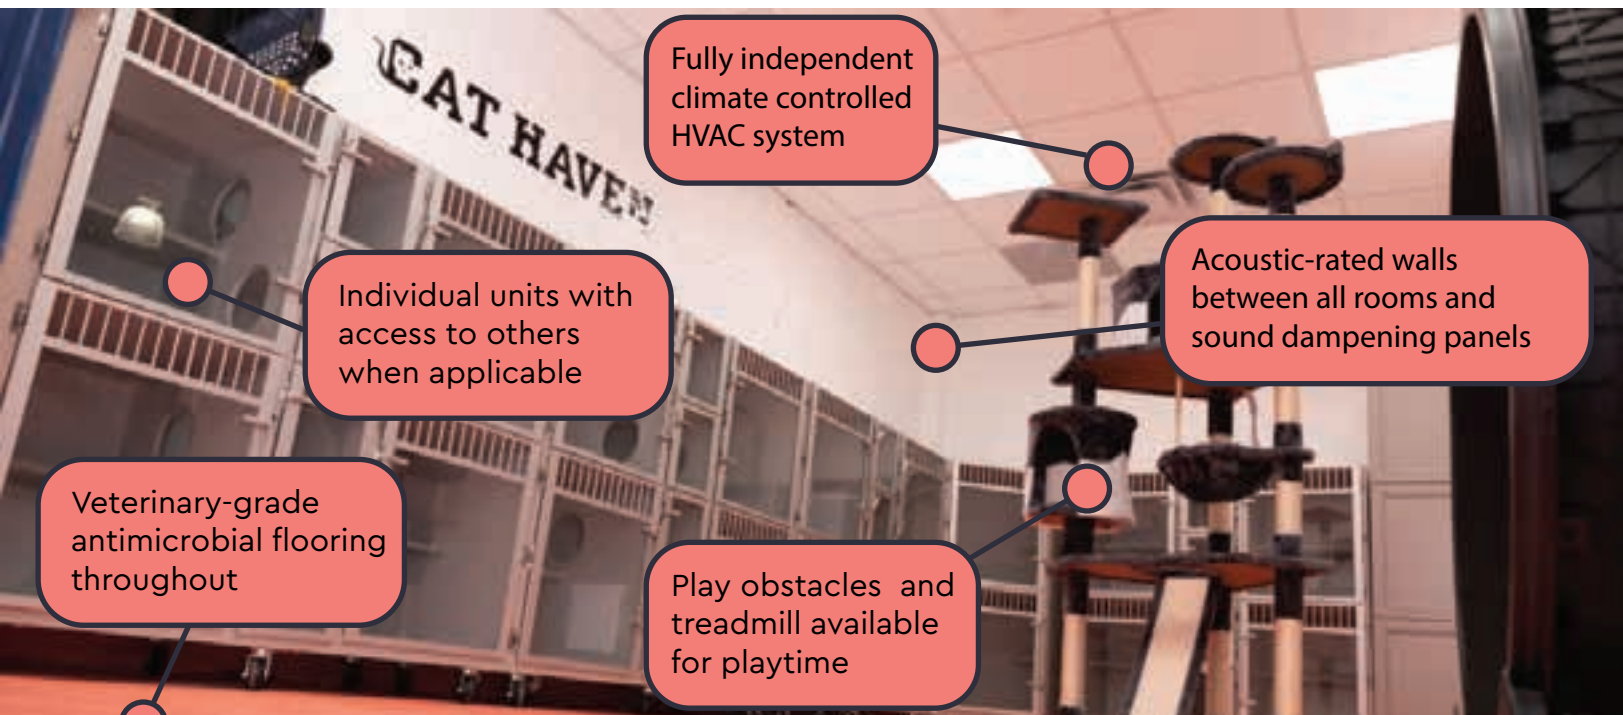 CAT HAVEN
Fully independent
climate controlled
HVAC system
Acoustic-rated walls
between all rooms and
sound dampening panels
Individual units with
access to others
when applicable
Veterinary-grade
antimicrobial flooring
throughout
Play obstacles and
treadmill available
for playtime